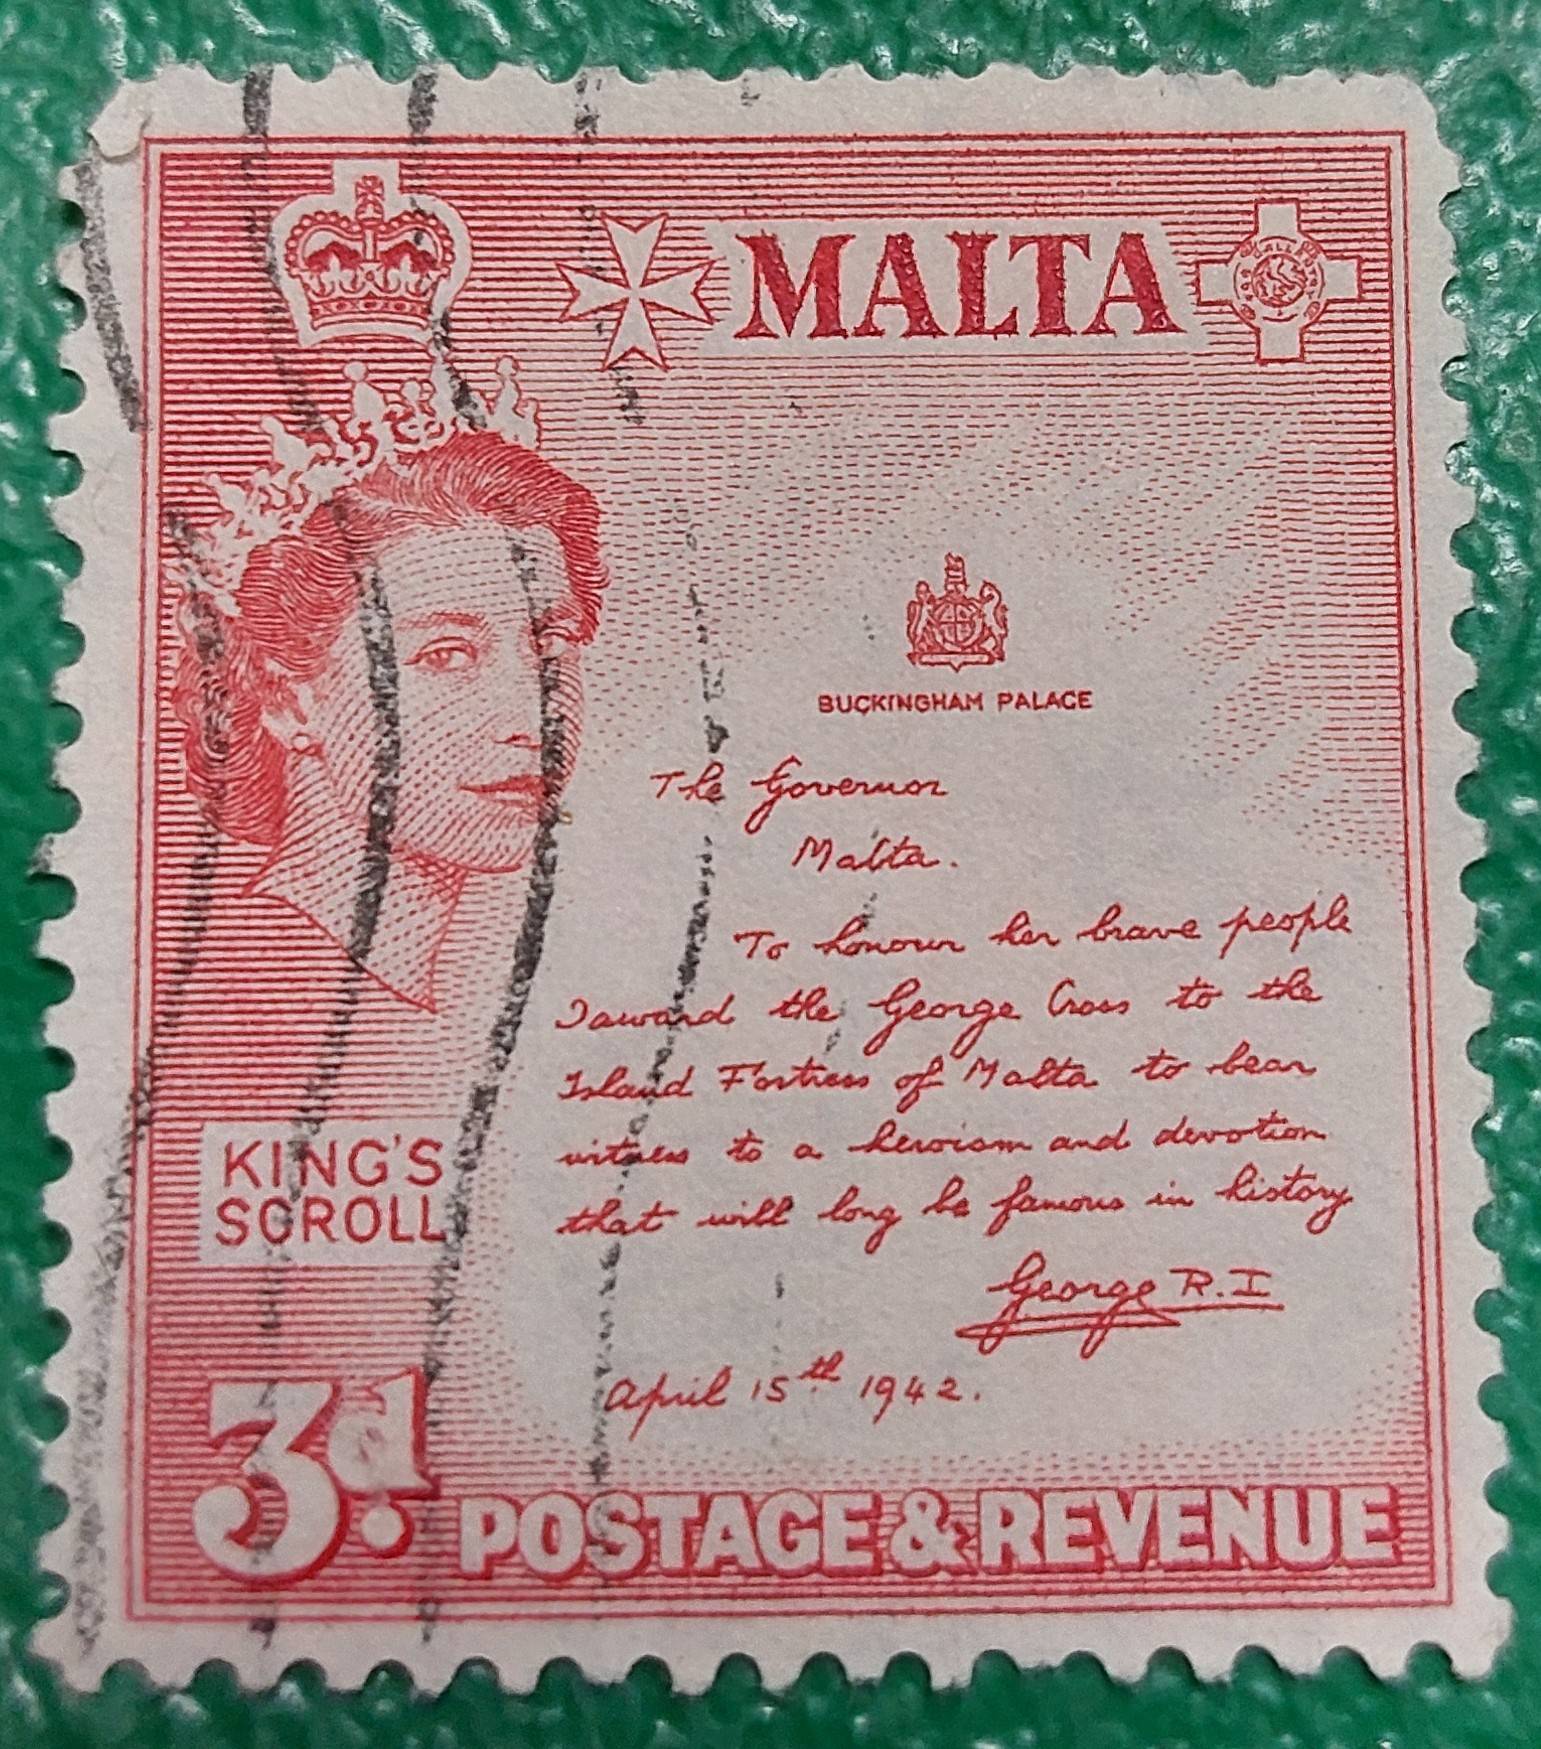 MALTA
BUCKINGHAM PALACE
The Governor
Malta.
To honour her brave people
I award the George Cross to the
Island Fortress of Malta to bear
witness to a heroism and devotion
that will long be famous in history
George R.I
April 15th 1942.
KING'S
SCROLL
3d.
POSTAGE & REVENUE